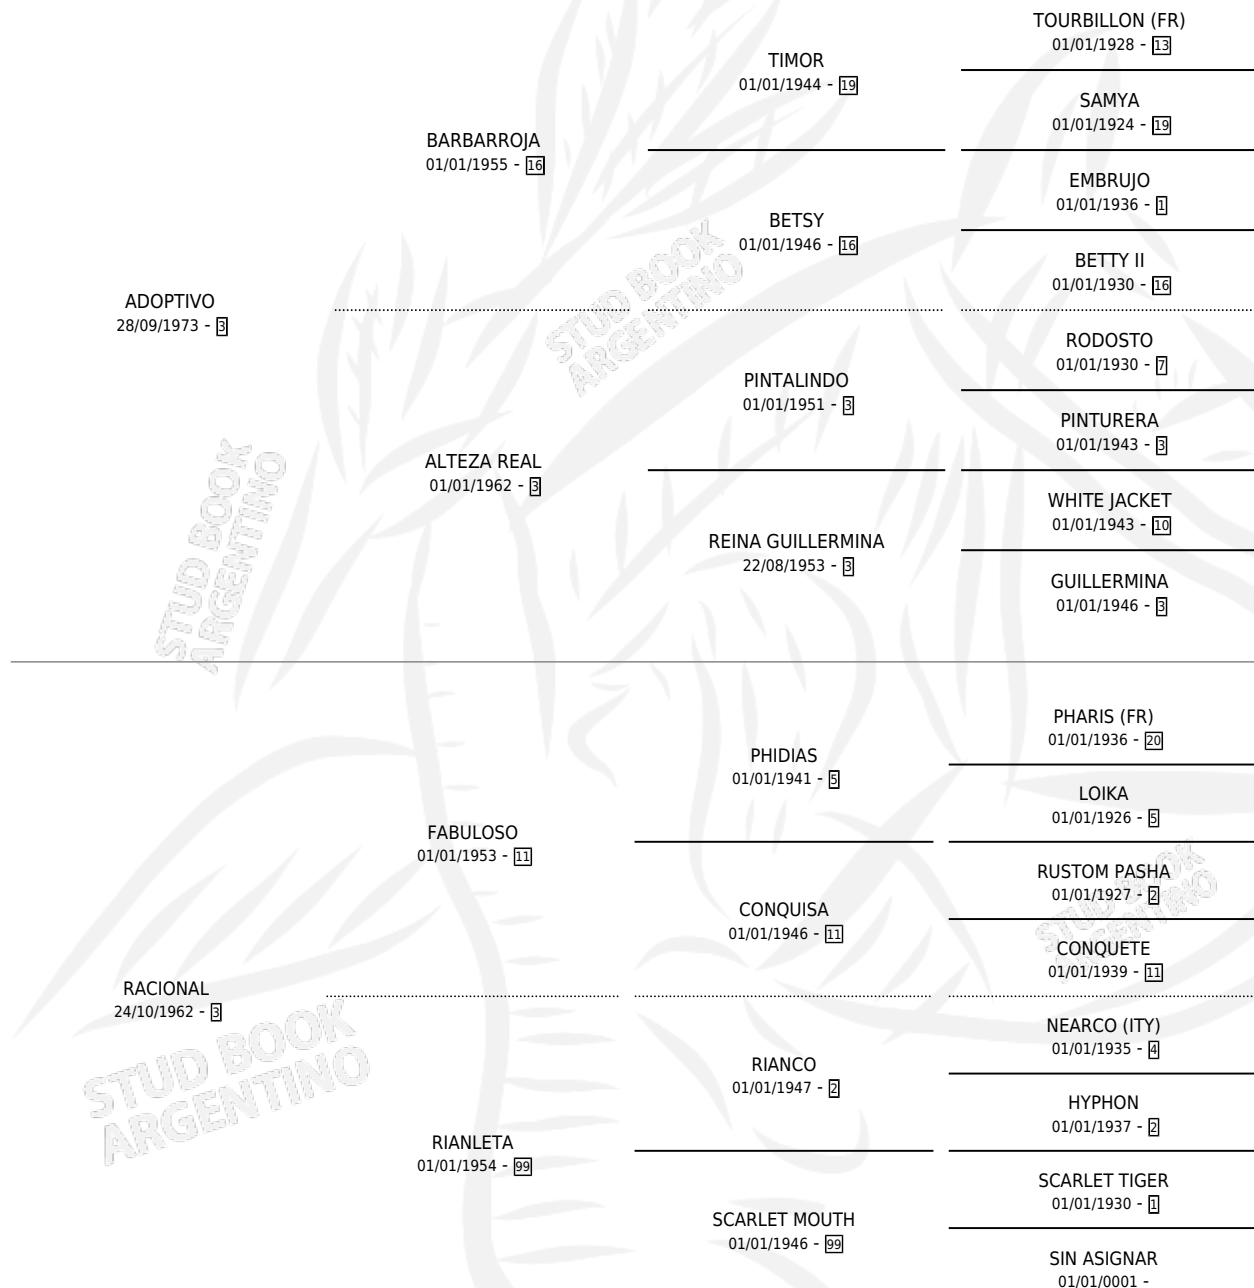 TOURBILLON (FR)
01/01/1928 - 13
TIMOR
01/01/1944 - 19
SAMYA
01/01/1924 - 19
BARBARROJA
01/01/1955 - 16
EMBRUJO
01/01/1936 - 1
BETSY
01/01/1946 - 16
BETTY II
01/01/1930 - 16
ADOPTIVO
28/09/1973 - 3
RODOSTO
01/01/1930 - 7
PINTALINDO
01/01/1951 - 3
PINTURERA
01/01/1943 - 3
ALTEZA REAL
01/01/1962 - 3
WHITE JACKET
01/01/1943 - 10
REINA GUILLERMINA
22/08/1953 - 3
GUILLERMINA
01/01/1946 - 3
PHARIS (FR)
01/01/1936 - 20
PHIDIAS
01/01/1941 - 5
LOIKA
01/01/1926 - 5
FABULOSO
01/01/1953 - 11
RUSTOM PASHA
01/01/1927 - 2
CONQUISA
01/01/1946 - 11
CONQUETE
01/01/1939 - 11
RACIONAL
24/10/1962 - 3
NEARCO (ITY)
01/01/1935 - 4
RIANCO
01/01/1947 - 2
HYPHON
01/01/1937 - 2
RIANLETA
01/01/1954 - 99
SCARLET TIGER
01/01/1930 - 1
SCARLET MOUTH
01/01/1946 - 99
SIN ASIGNAR
01/01/0001 -
STUD BOOK
ARGENTINO
STUD BOOK
ARGENTINO
STUD BOOK
ARGENTINO
STUD BOOK
ARGENTINO